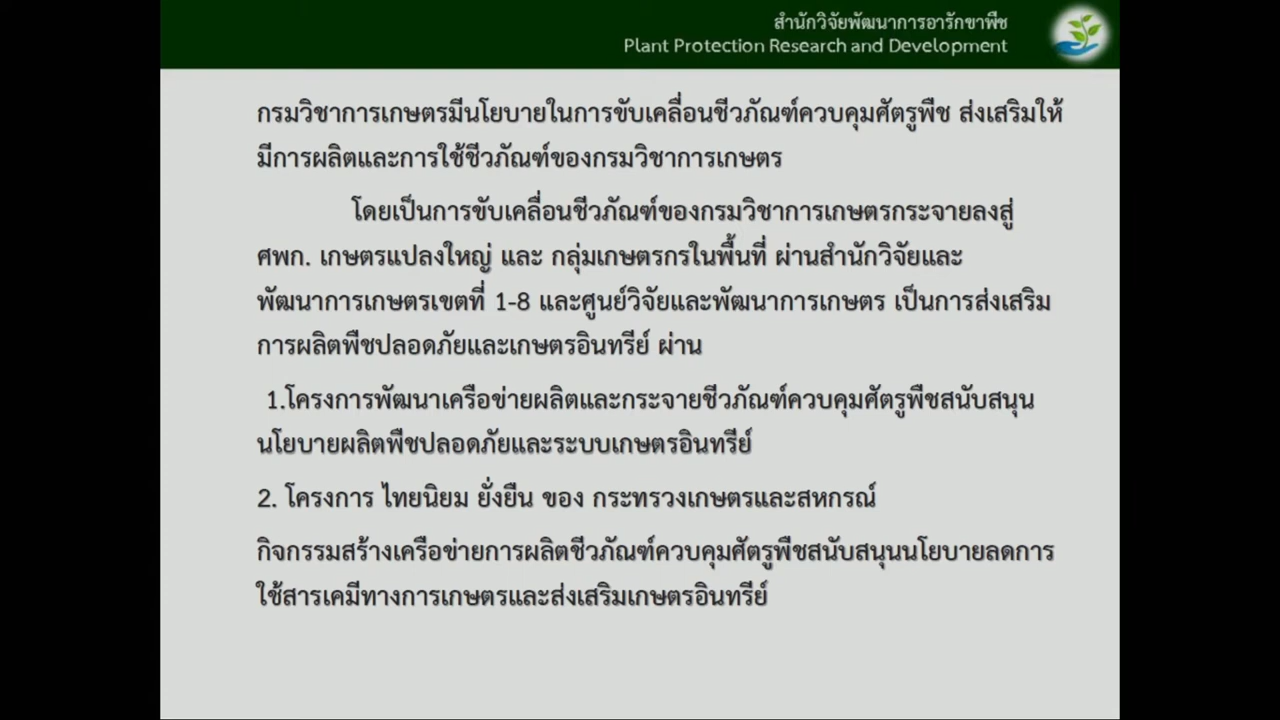 สำนักวิจัยพัฒนาการอารักขาพืช
Plant Protection Research and Development
กรมวิชาการเกษตรมีนโยบายในการขับเคลื่อนชีวภัณฑ์ควบคุมศัตรูพืช ส่งเสริมให้
มีการผลิตและการใช้ชีวภัณฑ์ของกรมวิชาการเกษตร
โดยเป็นการขับเคลื่อนชีวภัณฑ์ของกรมวิชาการเกษตรกระจายลงสู่
ศพก. เกษตรแปลงใหญ่ และ กลุ่มเกษตรกรในพื้นที่ ผ่านสำนักวิจัยและ
พัฒนาการเกษตรเขตที่ 1-8 และศูนย์วิจัยและพัฒนาการเกษตร เป็นการส่งเสริม
การผลิตพืชปลอดภัยและเกษตรอินทรีย์ ผ่าน
1.โครงการพัฒนาเครือข่ายผลิตและกระจายชีวภัณฑ์ควบคุมศัตรูพืชสนับสนุน
นโยบายผลิตพืชปลอดภัยและระบบเกษตรอินทรีย์
2. โครงการ ไทยนิยม ยั่งยืน ของ กระทรวงเกษตรและสหกรณ์
กิจกรรมสร้างเครือข่ายการผลิตชีวภัณฑ์ควบคุมศัตรูพืชสนับสนุนนโยบายลดการ
ใช้สารเคมีทางการเกษตรและส่งเสริมเกษตรอินทรีย์